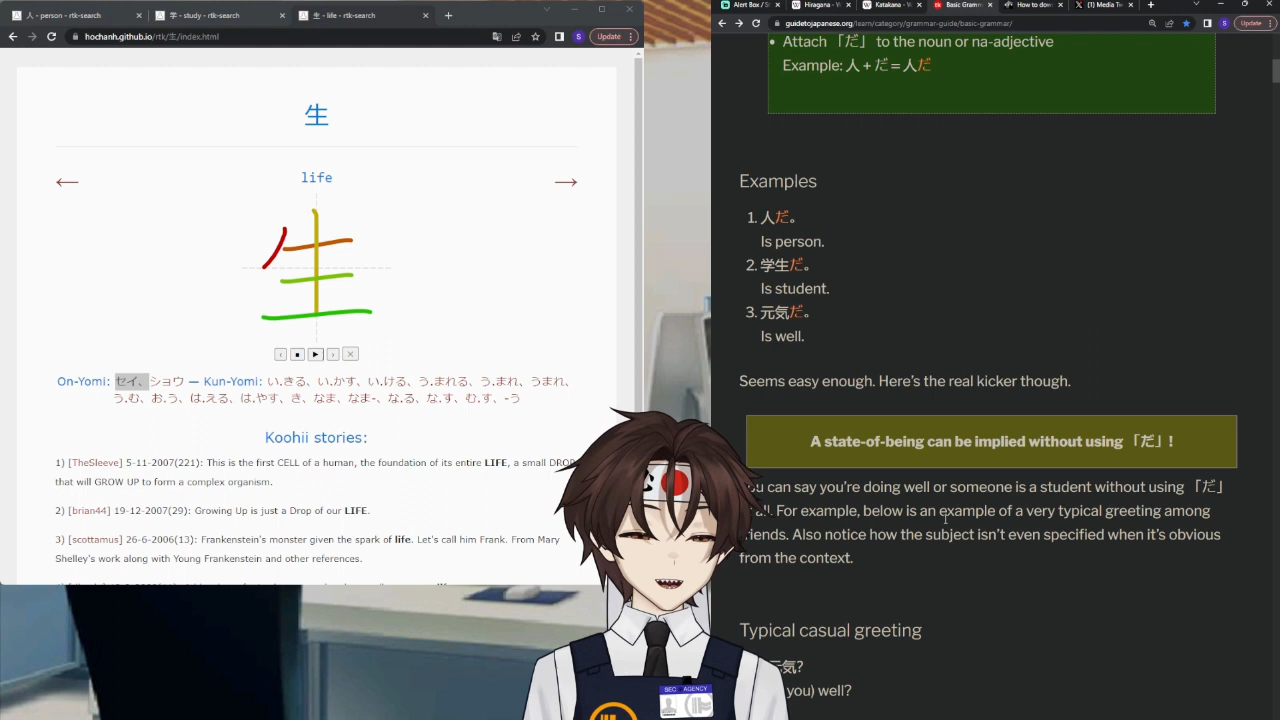 人 - person - rtk-search
学 - study - rtk-search
生 - life - rtk-search
hochanh.github.io/rtk/生/index.html
S
Update
生
←
life
→
On-Yomi: セイ、ショウ — Kun-Yomi: い.きる、い.かす、い.ける、う.まれる、う.まれ、うまれ、
う.む、お.う、は.える、は.やす、き、なま、なま-、な.る、な.す、む.す、-う
Koohii stories:
1) [TheSleeve] 5-11-2007(221): This is the first CELL of a human, the foundation of its entire LIFE, a small DROP
that will GROW UP to form a complex organism.
2) [brian44] 19-12-2007(29): Growing Up is just a Drop of our LIFE.
3) [scottamus] 26-6-2006(13): Frankenstein's monster given the spark of life. Let's call him Frank. From Mary
Shelley's work along with Young Frankenstein and other references.
Alert Box / St
Hiragana - W
Katakana - W
Basic Gramm
How to down
(1) Media Tw
guidetojapanese.org/learn/category/grammar-guide/basic-grammar/
S
Update
• Attach 「だ」 to the noun or na-adjective
Example: 人 + だ = 人だ
Examples
1. 人だ。
Is person.
2. 学生だ。
Is student.
3. 元気だ。
Is well.
Seems easy enough. Here's the real kicker though.
A state-of-being can be implied without using 「だ」!
can say you're doing well or someone is a student without using 「だ」
all. For example, below is an example of a very typical greeting among
friends. Also notice how the subject isn't even specified when it's obvious
from the context.
Typical casual greeting
元気?
you) well?
SEO AGENCY